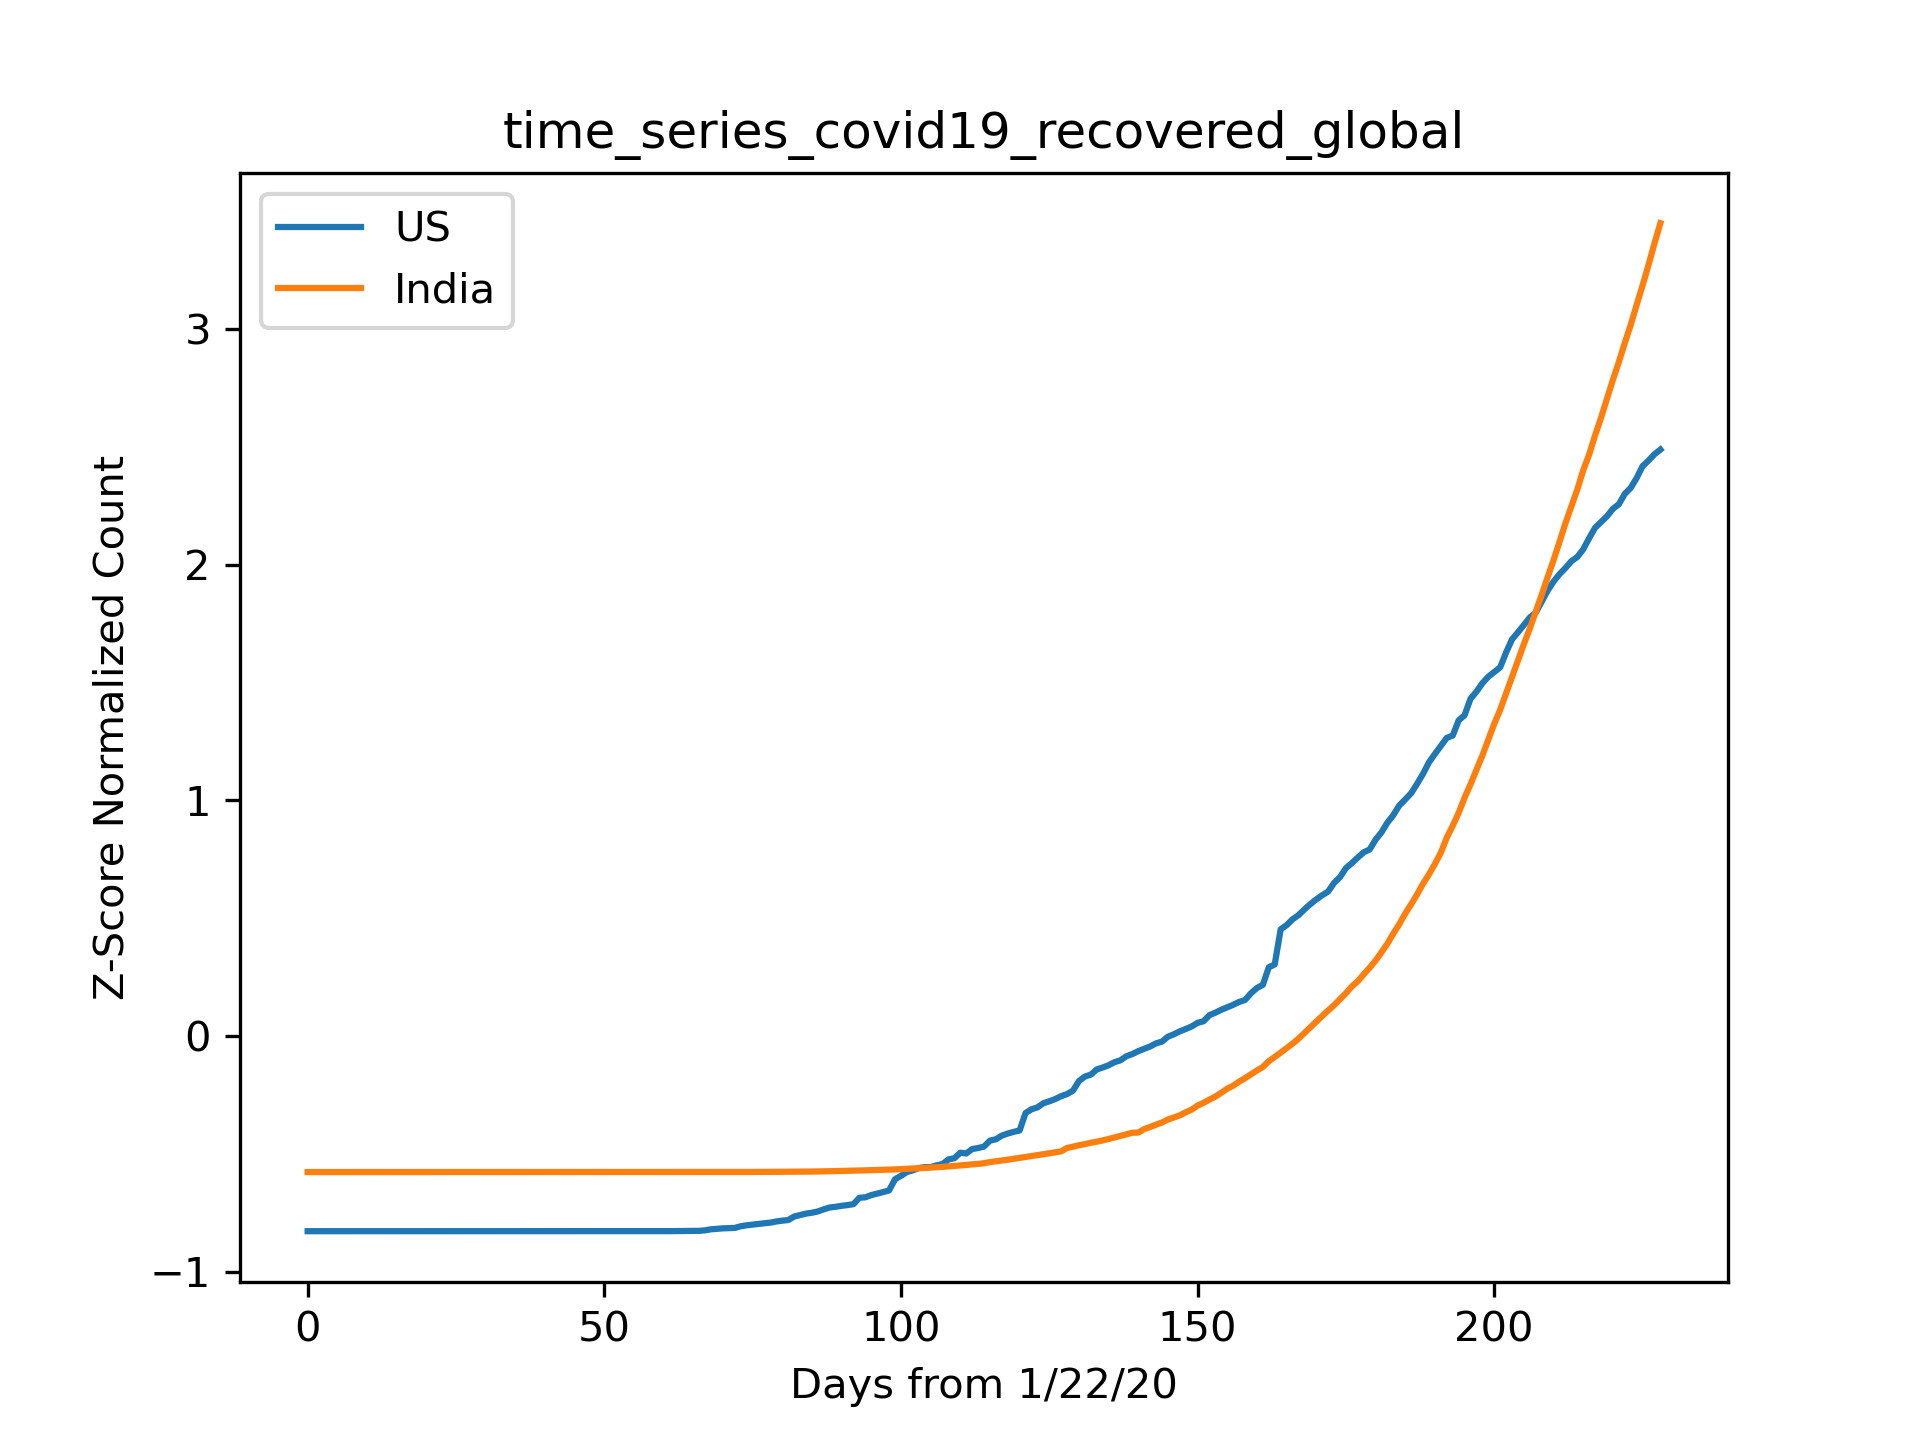 time_series_covid19_recovered_global
US
India
Z-Score Normalized Count
3
2
1
0
−1
0 50 100 150 200
Days from 1/22/20